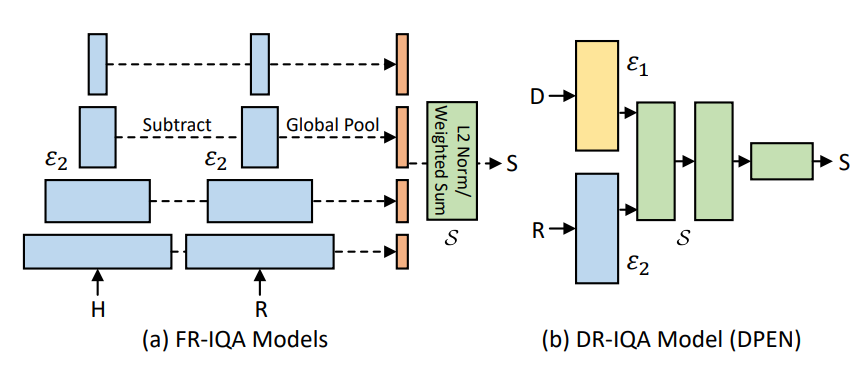 Subtract
Global Pool
ε₂
ε₂
L2 Norm/
Weighted Sum
S
𝒮
H
R
(a) FR-IQA Models
D
ε₁
R
ε₂
𝒮
S
(b) DR-IQA Model (DPEN)